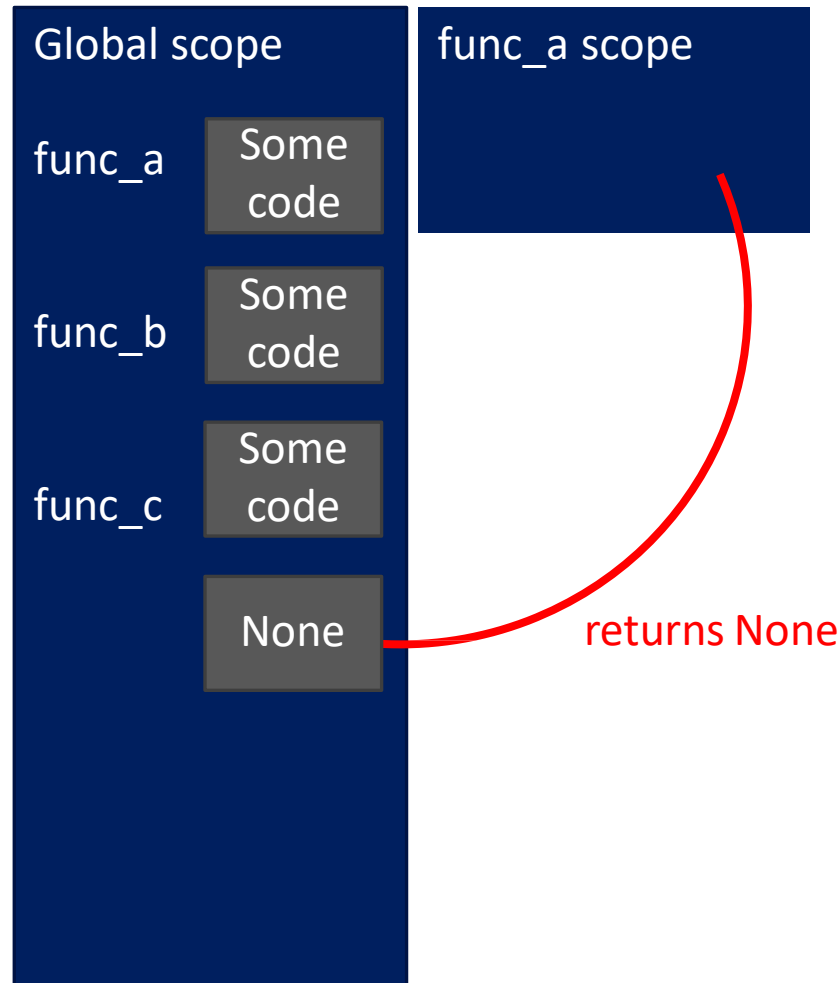 Global scope
func_a scope
func_a
Some
code
func_b
Some
code
func_c
Some
code
None
returns None